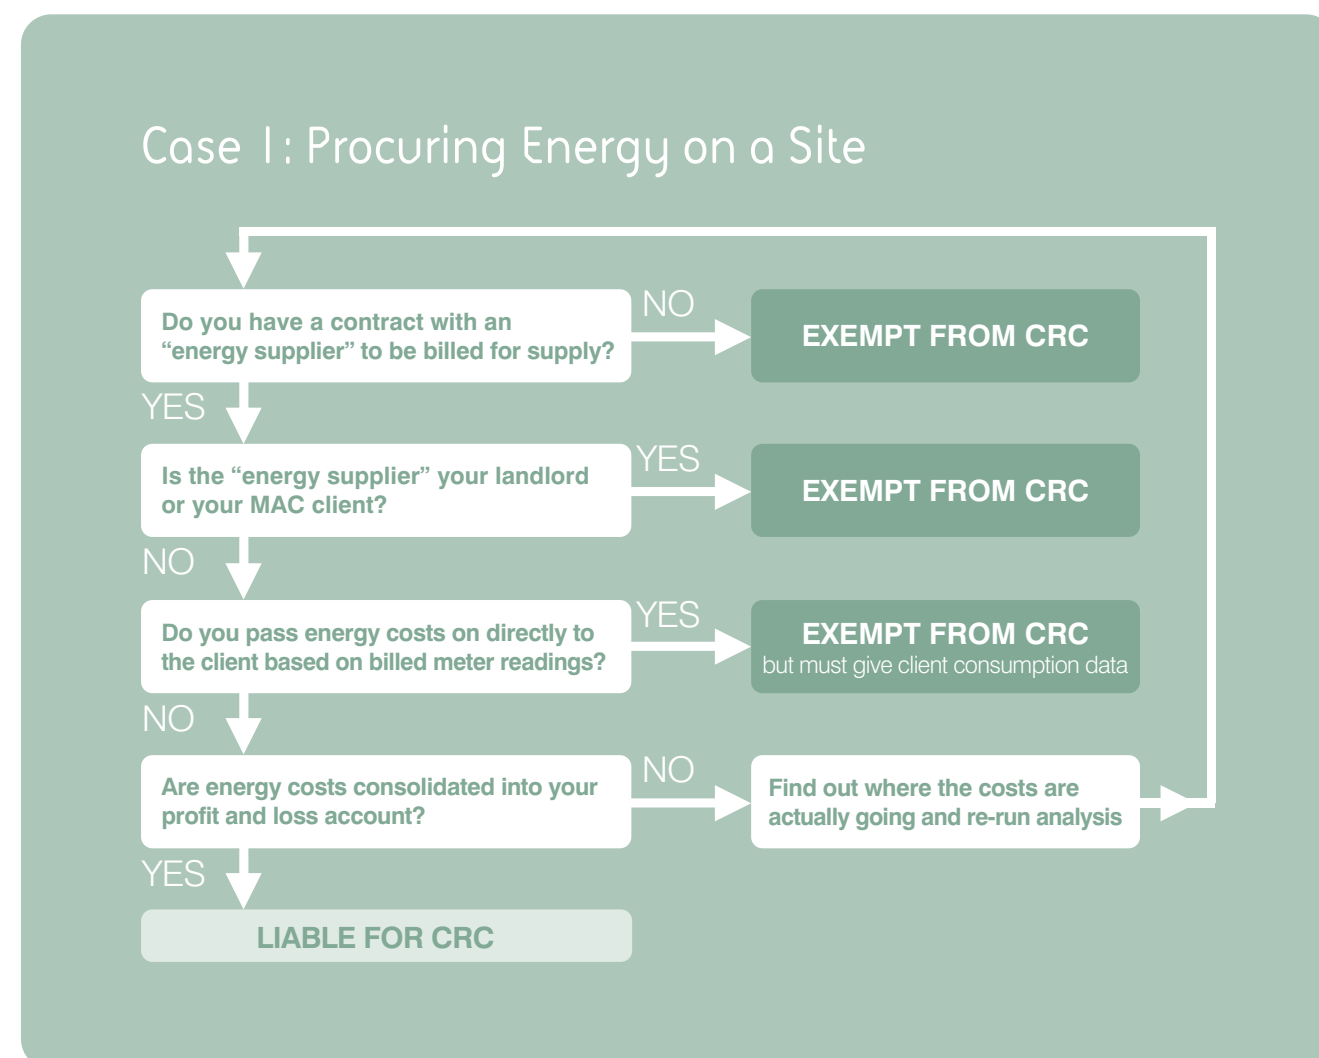 Case 1: Procuring Energy on a Site
Do you have a contract with an
“energy supplier” to be billed for supply?
NO
EXEMPT FROM CRC
YES
Is the “energy supplier” your landlord
or your MAC client?
YES
EXEMPT FROM CRC
NO
Do you pass energy costs on directly to
the client based on billed meter readings?
YES
EXEMPT FROM CRC
but must give client consumption data
NO
Are energy costs consolidated into your
profit and loss account?
NO
Find out where the costs are
actually going and re-run analysis
YES
LIABLE FOR CRC